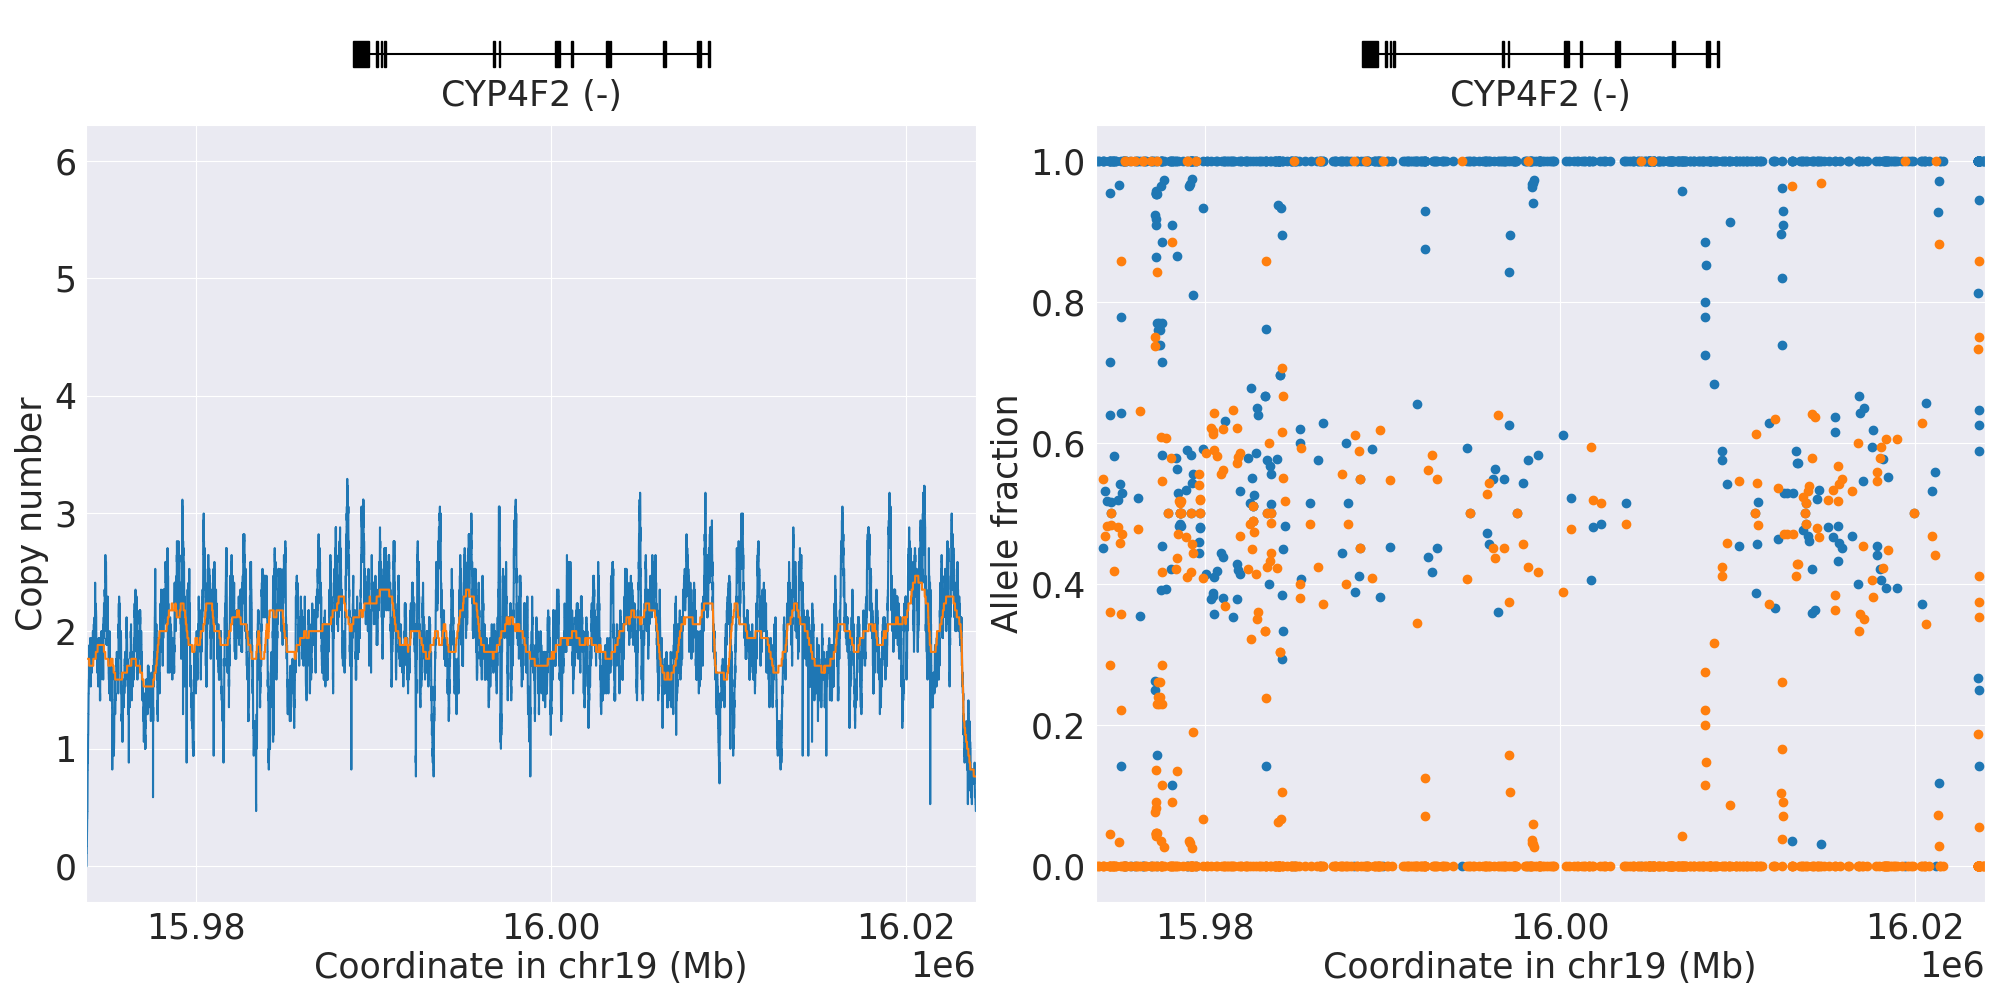 CYP4F2 (-)
Copy number
6
5
4
3
2
1
0
15.98
16.00
16.02
Coordinate in chr19 (Mb)
1e6
CYP4F2 (-)
Allele fraction
1.0
0.8
0.6
0.4
0.2
0.0
15.98
16.00
16.02
Coordinate in chr19 (Mb)
1e6